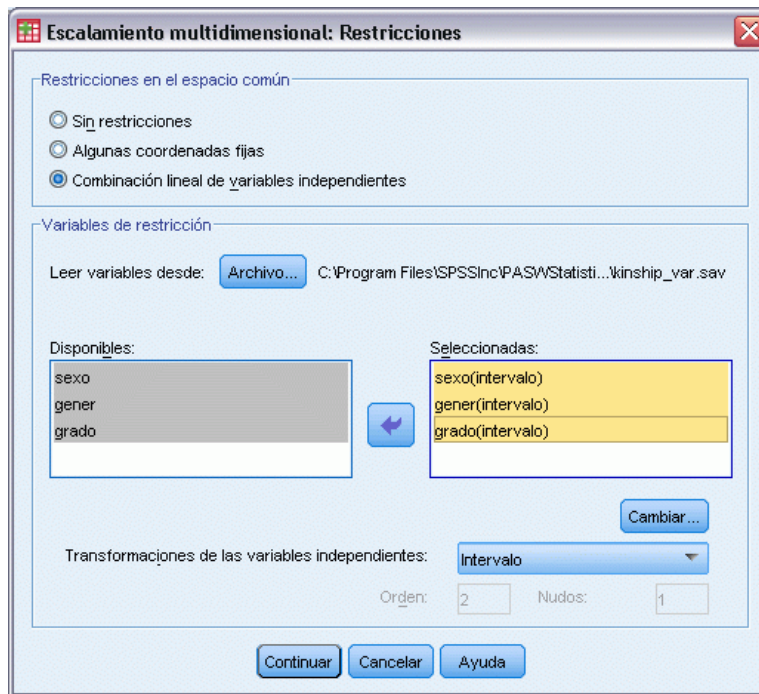 Escalamiento multidimensional: Restricciones
Restricciones en el espacio común
Sin restricciones
Algunas coordenadas fijas
Combinación lineal de variables independientes
Variables de restricción
Leer variables desde: Archivo... C:\Program Files\SPSSInc\PASWStatisti...\kinship_var.sav
Disponibles: Seleccionadas:
sexo sexo(intervalo)
gener gener(intervalo)
grado grado(intervalo)
Cambiar...
Transformaciones de las variables independientes: Intervalo
Orden: 2 Nudos: 1
Continuar Cancelar Ayuda